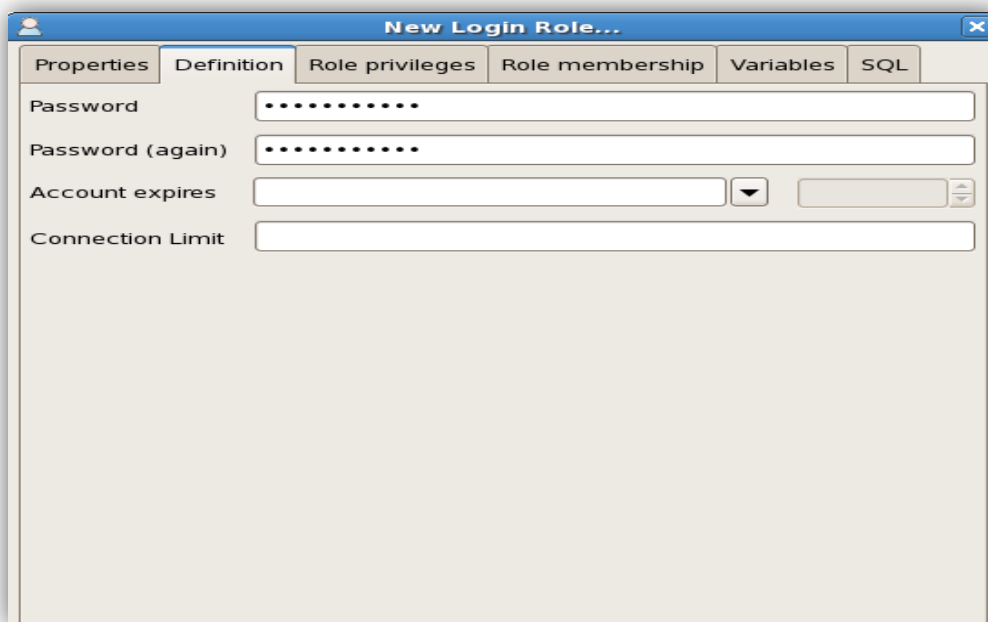 New Login Role...
Properties Definition Role privileges Role membership Variables SQL
Password •••••••••••
Password (again) •••••••••••
Account expires
Connection Limit